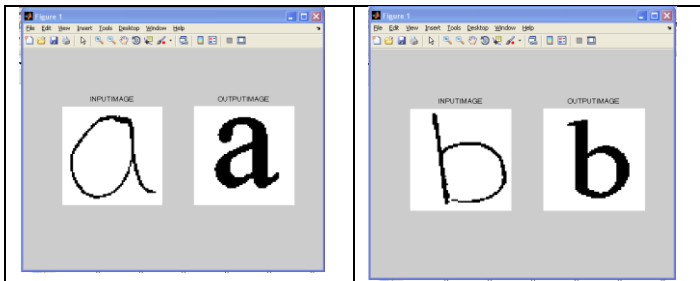 Figure 1
File Edit View Insert Tools Desktop Window Help
INPUTIMAGE OUTPUTIMAGE
a a
Figure 1
File Edit View Insert Tools Desktop Window Help
INPUTIMAGE OUTPUTIMAGE
b b